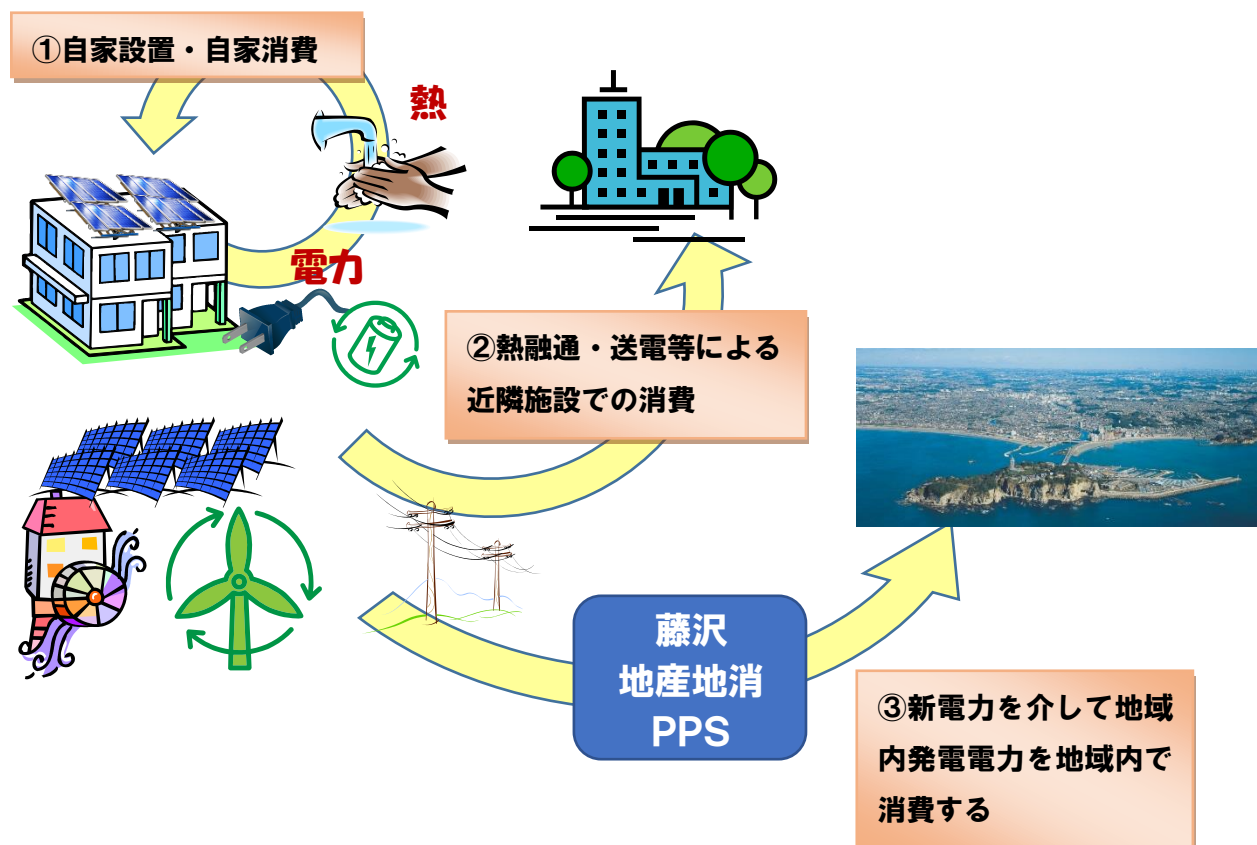 ①自家設置・自家消費
熱
電力
②熱融通・送電等による
近隣施設での消費
藤沢
地産地消
PPS
③新電力を介して地域
内発電電力を地域内で
消費する